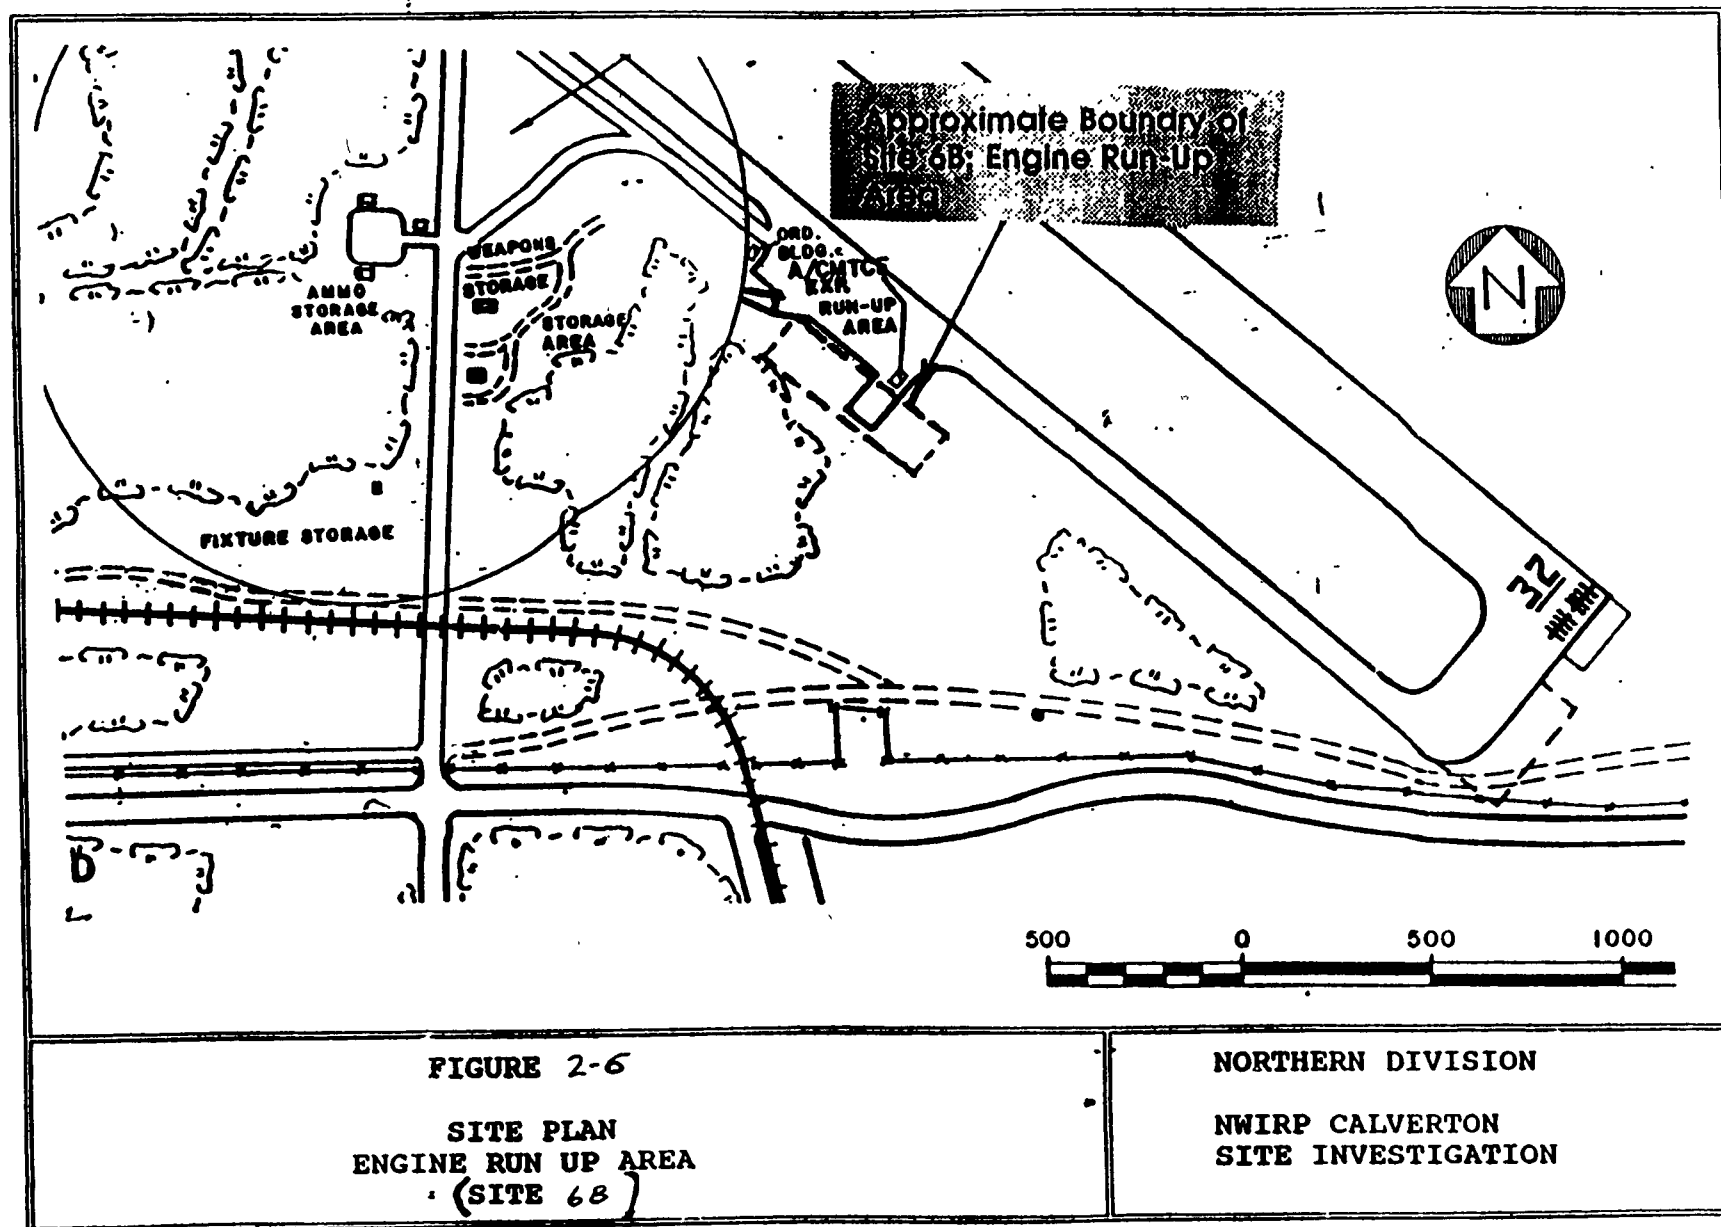 Approximate Boundry of
Site 6B; Engine Run-Up
Area
N
ORD.
BLDG.
A/CMTCE
RUN-UP
AREA
WEAPONS
STORAGE
AMMO
STORAGE
AREA
STORAGE
AREA
FIXTURE STORAGE
32
D
500 0 500 1000
FIGURE 2-6
SITE PLAN
ENGINE RUN UP AREA
(SITE 6B)
NORTHERN DIVISION
NWIRP CALVERTON
SITE INVESTIGATION